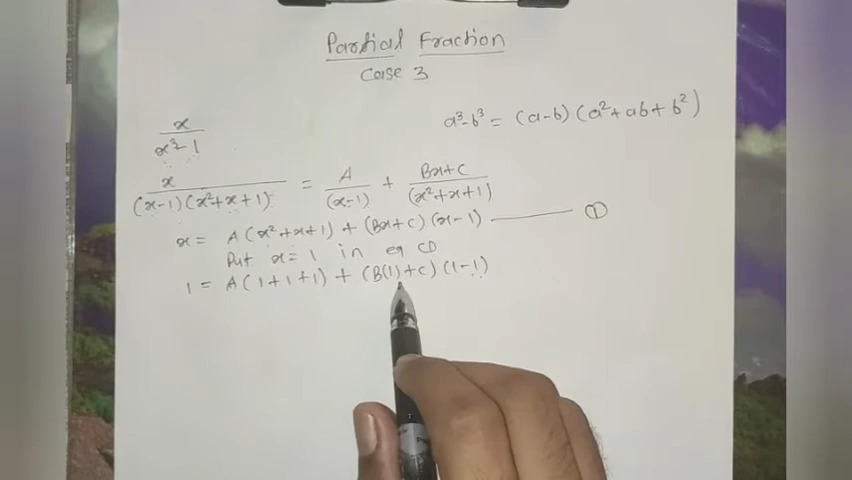 Partial Fraction
Case 3
a³-b³ = (a-b)(a²+ab+b²)
x/(x³-1)
x/((x-1)(x²+x+1)) = A/(x-1) + (Bx+C)/(x²+x+1)
x = A(x²+x+1) + (Bx+C)(x-1) ——— ①
Put x=1 in eq ①
1 = A(1+1+1) + (B(1)+C)(1-1)